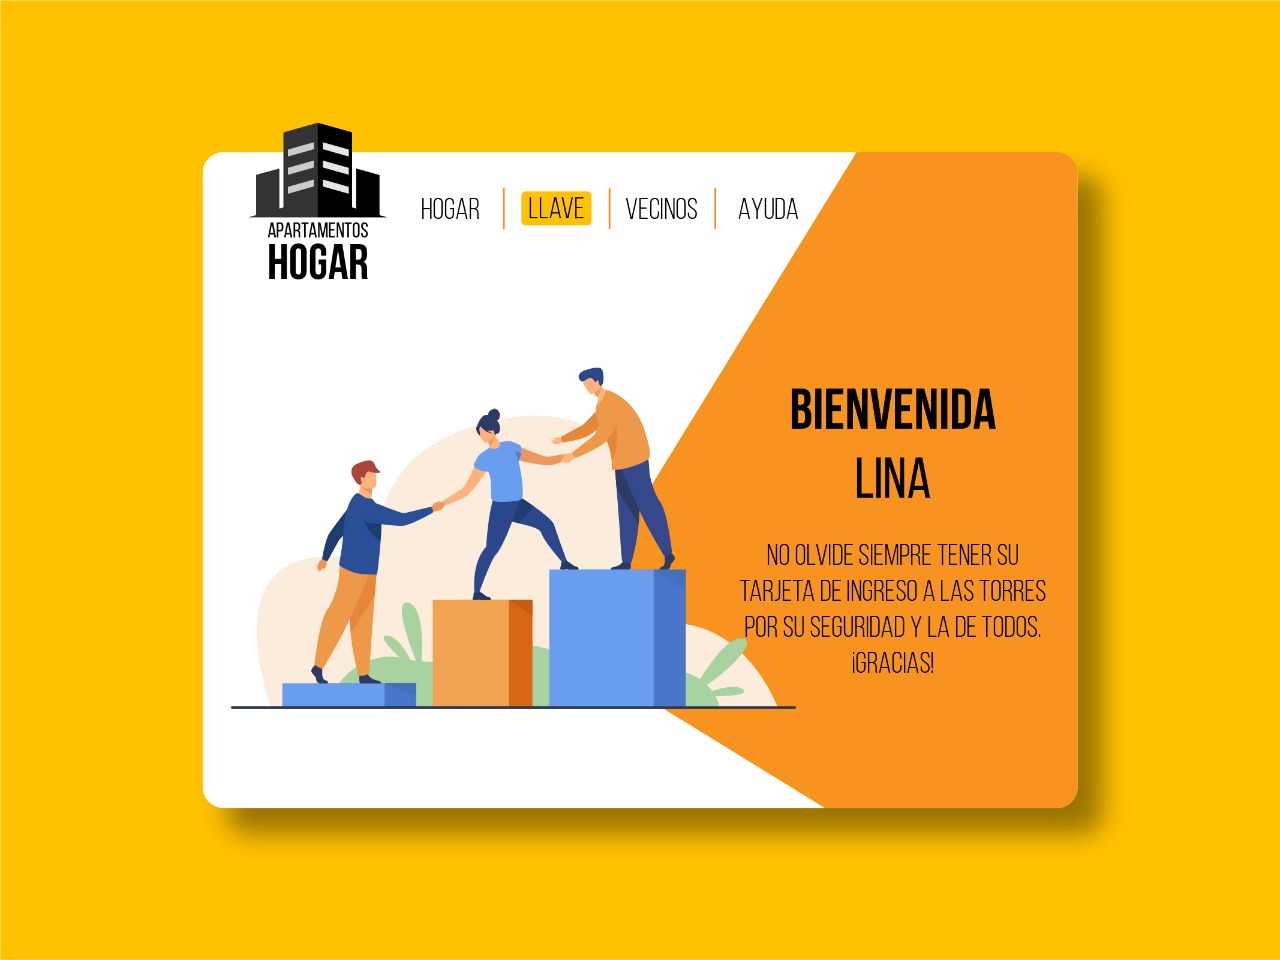 APARTAMENTOS
HOGAR
HOGAR
LLAVE
VECINOS
AYUDA
BIENVENIDA
LINA
NO OLVIDE SIEMPRE TENER SU
TARJETA DE INGRESO A LAS TORRES
POR SU SEGURIDAD Y LA DE TODOS.
¡GRACIAS!